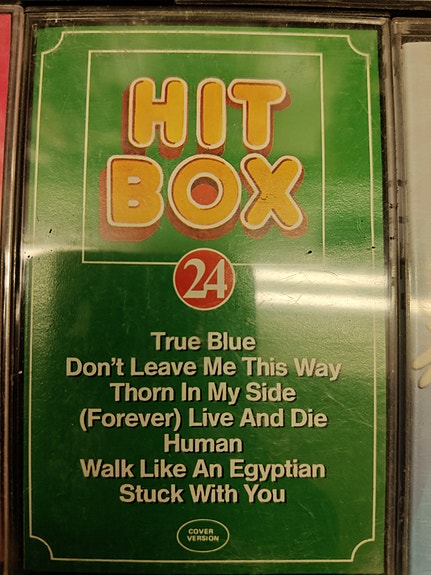 HIT
BOX
24
True Blue
Don't Leave Me This Way
Thorn In My Side
(Forever) Live And Die
Human
Walk Like An Egyptian
Stuck With You
COVER
VERSION